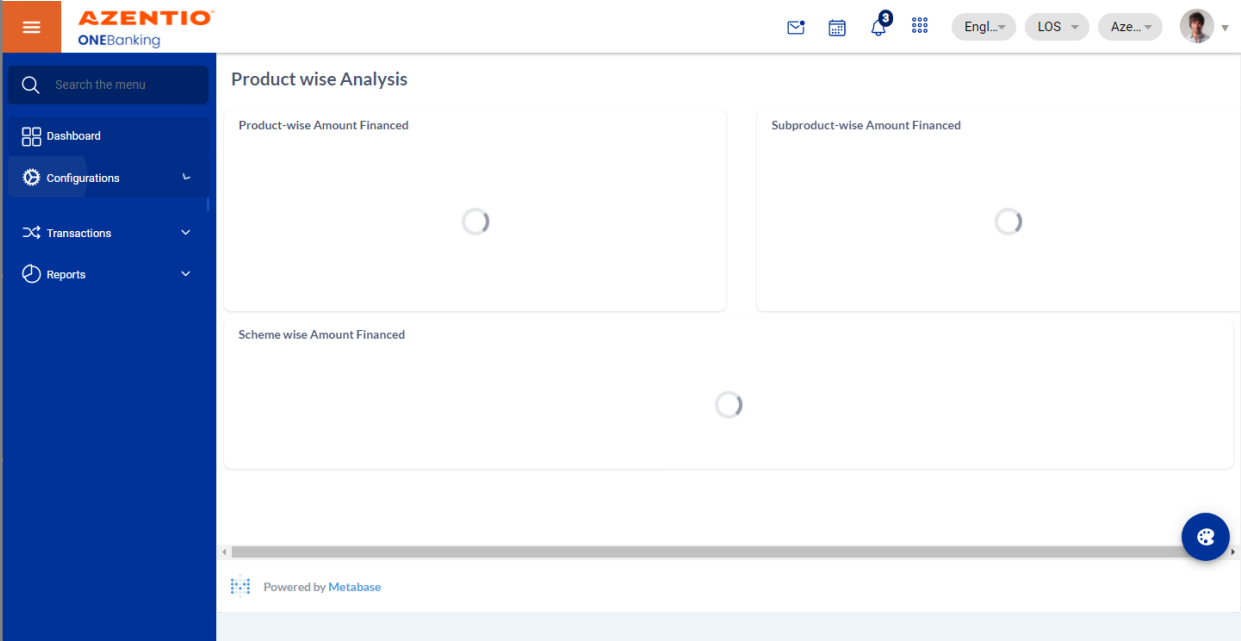 AZENTIO™
ONEBanking
3
Engl...
LOS
Aze...
Search the menu
Dashboard
Configurations
Transactions
Reports
Product wise Analysis
Product-wise Amount Financed
Subproduct-wise Amount Financed
Scheme wise Amount Financed
Powered by Metabase